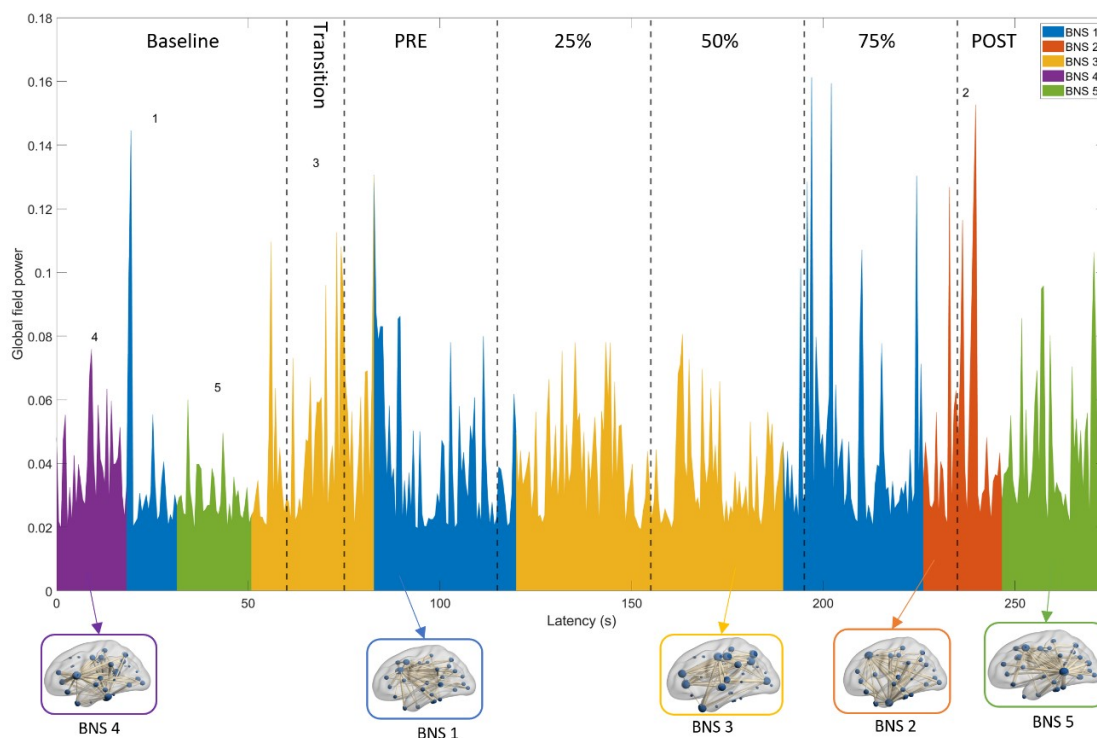 0.18
0.16
0.14
0.12
0.1
0.08
0.06
0.04
0.02
0
Global field power
Baseline
Transition
PRE
25%
50%
75%
POST
BNS 1
BNS 2
BNS 3
BNS 4
BNS 5
4
1
5
3
2
0
50
100
150
200
250
Latency (s)
BNS 4
BNS 1
BNS 3
BNS 2
BNS 5